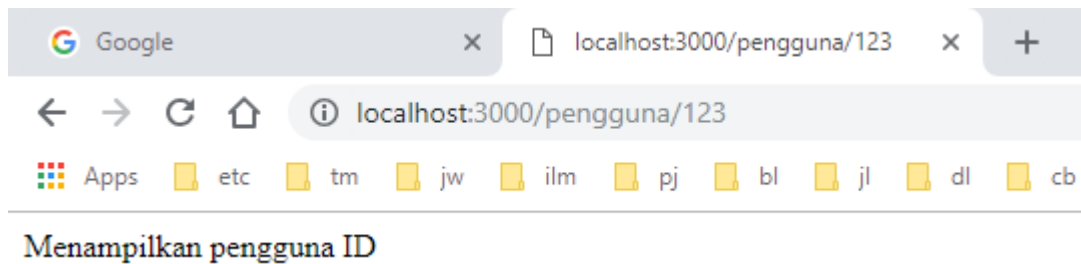 Google
localhost:3000/pengguna/123
localhost:3000/pengguna/123
Apps etc tm jw ilm pj bl jl dl cb
Menampilkan pengguna ID